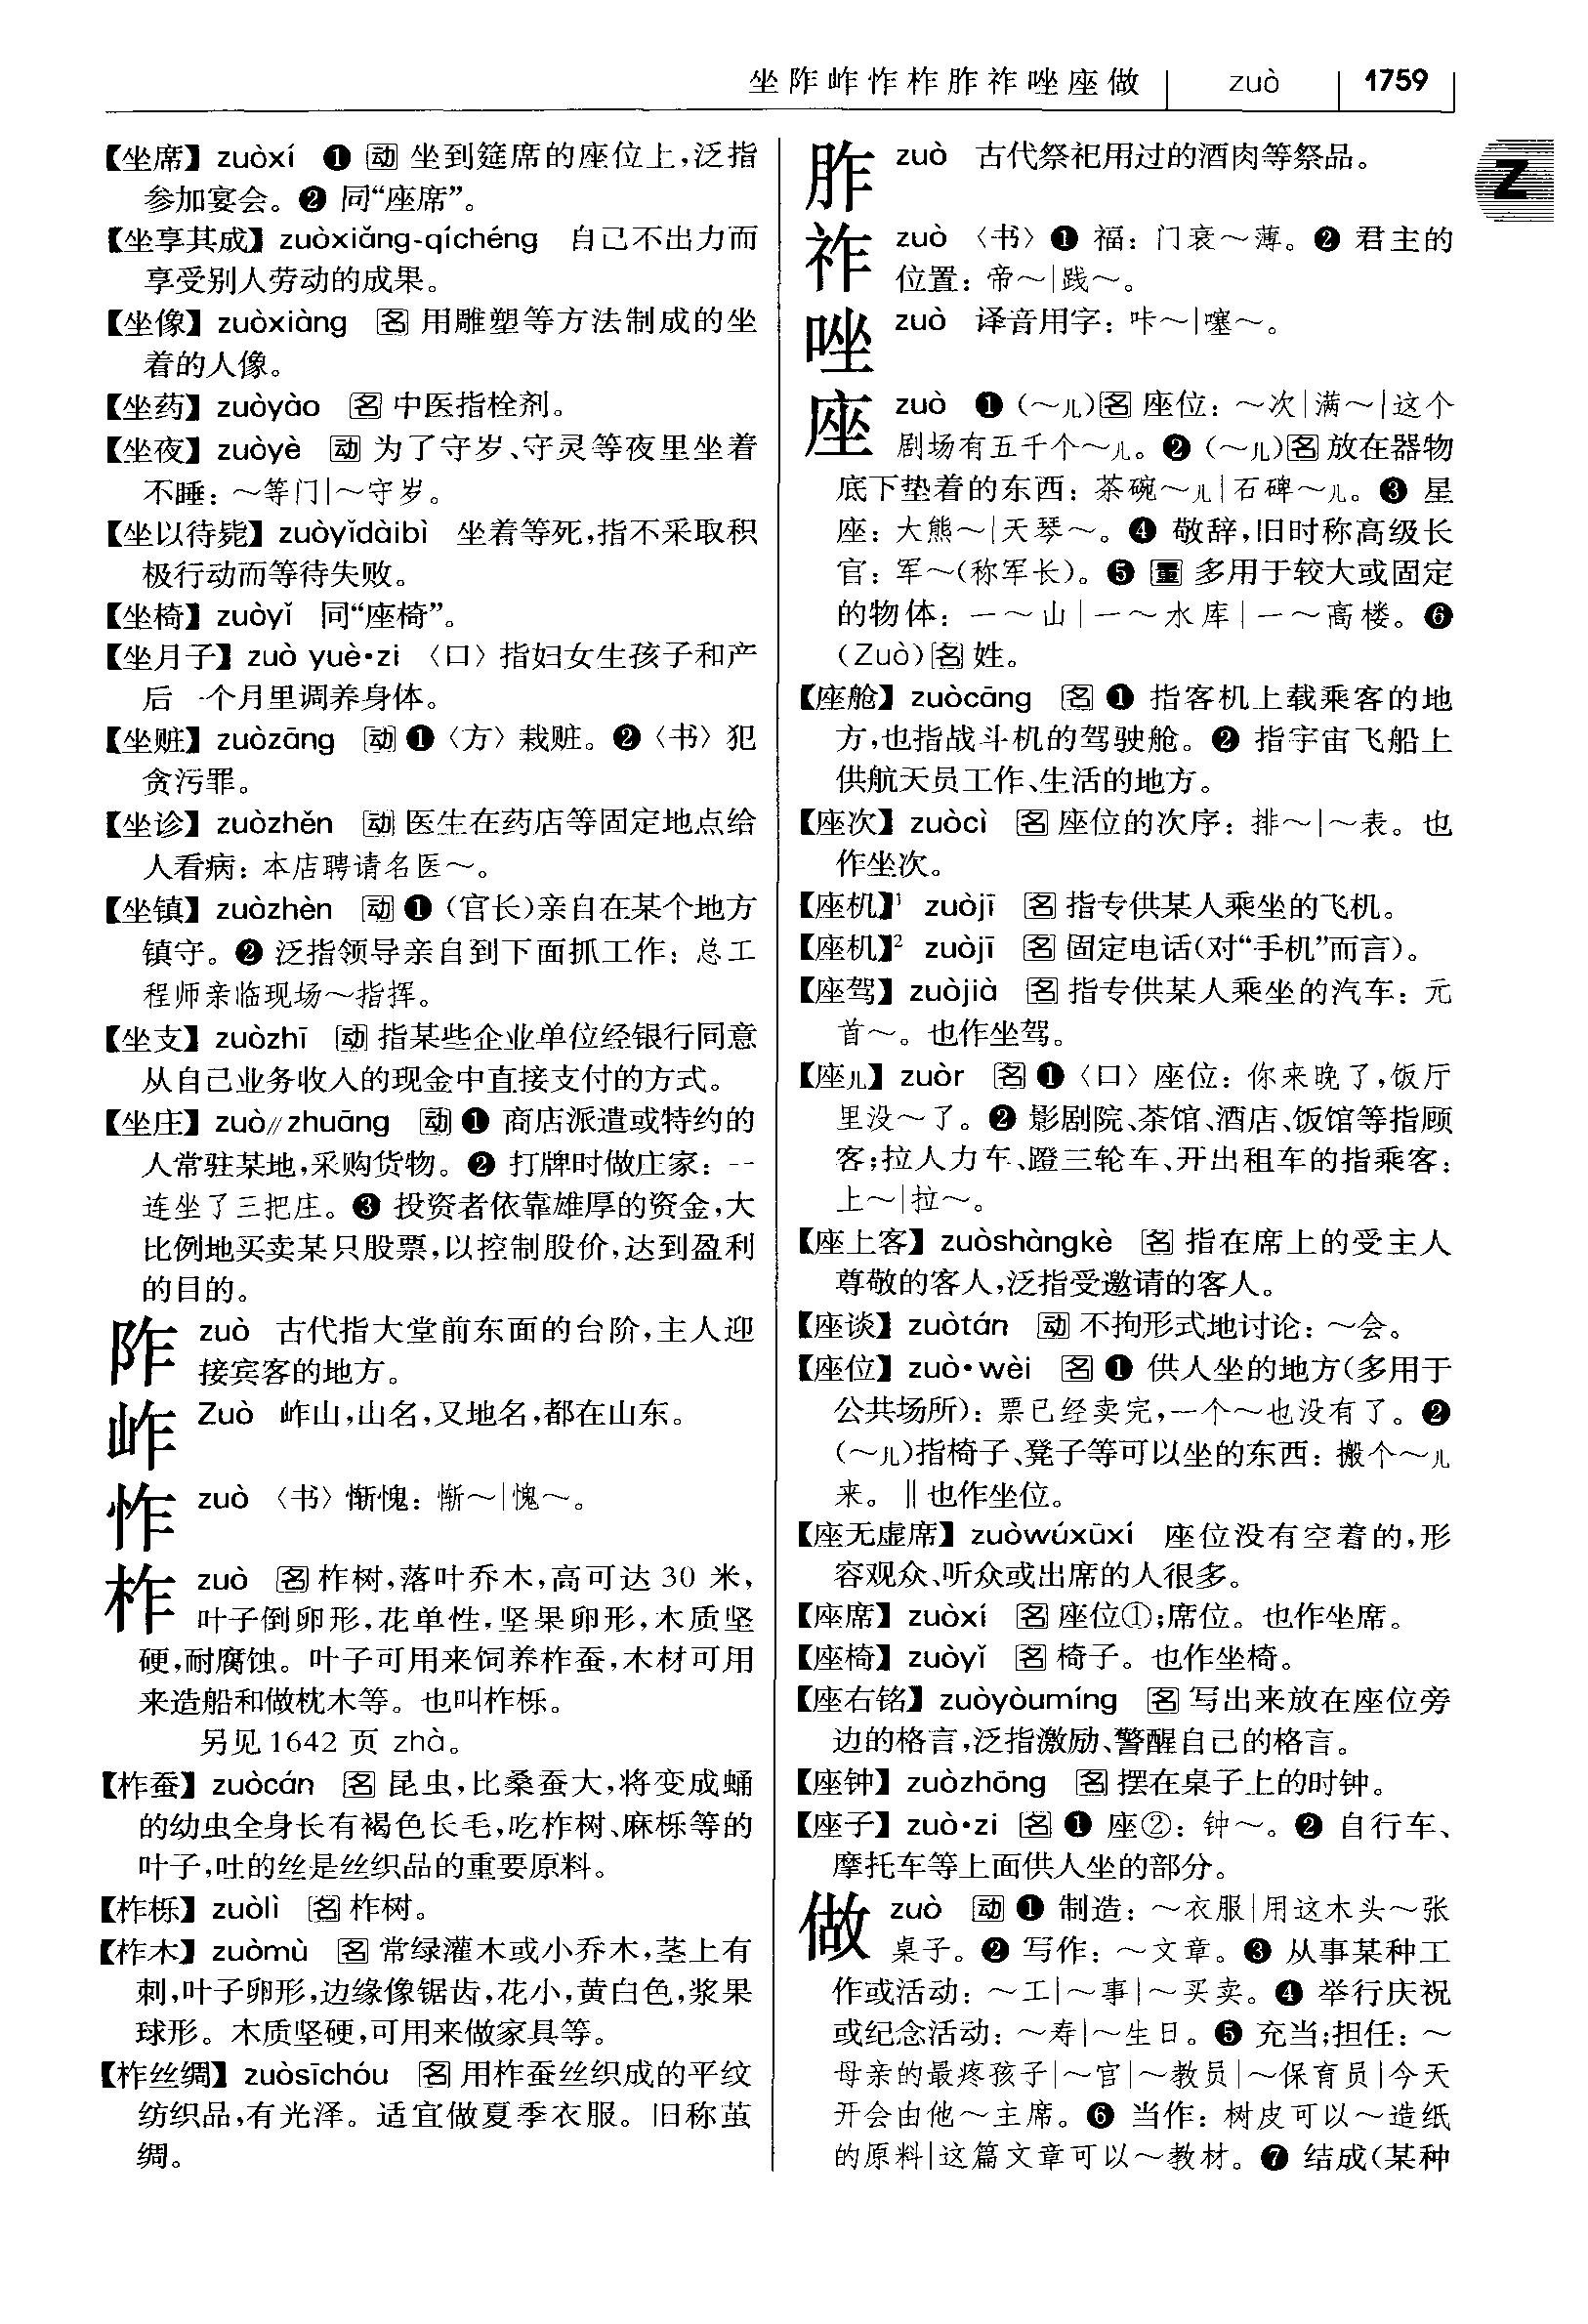 坐阼岞怍柞胙祚唑座做 zuò 1759
【坐席】 zuòxí ❶ 动 坐到筵席的座位上,泛指
参加宴会。❷ 同“座席”。
【坐享其成】 zuòxiǎng-qíchéng 自己不出力而
享受别人劳动的成果。
【坐像】 zuòxiàng 名 用雕塑等方法制成的坐
着的人像。
【坐药】 zuòyào 名 中医指栓剂。
【坐夜】 zuòyè 动 为了守岁、守灵等夜里坐着
不睡:～等门|～守岁。
【坐以待毙】 zuòyǐdàibì 坐着等死,指不采取积
极行动而等待失败。
【坐椅】 zuòyǐ 同“座椅”。
【坐月子】 zuò yuè•zi 〈口〉指妇女生孩子和产
后一个月里调养身体。
【坐赃】 zuòzāng 动 ❶〈方〉栽赃。❷〈书〉犯
贪污罪。
【坐诊】 zuòzhěn 动 医生在药店等固定地点给
人看病:本店聘请名医～。
【坐镇】 zuòzhèn 动 ❶(官长)亲自在某个地方
镇守。❷ 泛指领导亲自到下面抓工作:总工
程师亲临现场～指挥。
【坐支】 zuòzhī 动 指某些企业单位经银行同意
从自己业务收入的现金中直接支付的方式。
【坐庄】 zuò//zhuāng 动 ❶ 商店派遣或特约的
人常驻某地,采购货物。❷ 打牌时做庄家:一
连坐了三把庄。❸ 投资者依靠雄厚的资金,大
比例地买卖某只股票,以控制股价,达到盈利
的目的。
阼 zuò 古代指大堂前东面的台阶,主人迎
接宾客的地方。
岞 Zuò 岞山,山名,又地名,都在山东。
怍 zuò 〈书〉惭愧:惭～|愧～。
柞 zuò 名 柞树,落叶乔木,高可达 30 米,
叶子倒卵形,花单性,坚果卵形,木质坚
硬,耐腐蚀。叶子可用来饲养柞蚕,木材可用
来造船和做枕木等。也叫柞栎。
另见 1642 页 zhà。
【柞蚕】 zuòcán 名 昆虫,比桑蚕大,将变成蛹
的幼虫全身长有褐色长毛,吃柞树、麻栎等的
叶子,吐的丝是丝织品的重要原料。
【柞栎】 zuòlì 名 柞树。
【柞木】 zuòmù 名 常绿灌木或小乔木,茎上有
刺,叶子卵形,边缘像锯齿,花小,黄白色,浆果
球形。木质坚硬,可用来做家具等。
【柞丝绸】 zuòsīchóu 名 用柞蚕丝织成的平纹
纺织品,有光泽。适宜做夏季衣服。旧称茧
绸。
胙 zuò 古代祭祀用过的酒肉等祭品。
祚 zuò 〈书〉❶ 福:门衰～薄。❷ 君主的
位置:帝～|践～。
唑 zuò 译音用字:咔～|噻～。
座 zuò ❶ (～儿)名 座位:～次|满～|这个
剧场有五千个～儿。❷ (～儿)名 放在器物
底下垫着的东西:茶碗～儿|石碑～儿。❸ 星
座:大熊～|天琴～。❹ 敬辞,旧时称高级长
官:军～(称军长)。❺ 量 多用于较大或固定
的物体:一～山|一～水库|一～高楼。❻
(Zuò)名 姓。
【座舱】 zuòcāng 名 ❶ 指客机上载乘客的地
方,也指战斗机的驾驶舱。❷ 指宇宙飞船上
供航天员工作、生活的地方。
【座次】 zuòcì 名 座位的次序:排～|～表。也
作坐次。
【座机】¹ zuòjī 名 指专供某人乘坐的飞机。
【座机】² zuòjī 名 固定电话(对“手机”而言)。
【座驾】 zuòjià 名 指专供某人乘坐的汽车:元
首～。也作坐驾。
【座儿】 zuòr 名 ❶〈口〉座位:你来晚了,饭厅
里没～了。❷ 影剧院、茶馆、酒店、饭馆等指顾
客;拉人力车、蹬三轮车、开出租车的指乘客:
上～|拉～。
【座上客】 zuòshàngkè 名 指在席上的受主人
尊敬的客人,泛指受邀请的客人。
【座谈】 zuòtán 动 不拘形式地讨论:～会。
【座位】 zuò•wèi 名 ❶ 供人坐的地方(多用于
公共场所):票已经卖完,一个～也没有了。❷
(～儿)指椅子、凳子等可以坐的东西:搬个～儿
来。‖也作坐位。
【座无虚席】 zuòwúxūxí 座位没有空着的,形
容观众、听众或出席的人很多。
【座席】 zuòxí 名 座位①;席位。也作坐席。
【座椅】 zuòyǐ 名 椅子。也作坐椅。
【座右铭】 zuòyòumíng 名 写出来放在座位旁
边的格言,泛指激励、警醒自己的格言。
【座钟】 zuòzhōng 名 摆在桌子上的时钟。
【座子】 zuò•zi 名 ❶ 座②:钟～。❷ 自行车、
摩托车等上面供人坐的部分。
做 zuò 动 ❶ 制造:～衣服|用这木头～张
桌子。❷ 写作:～文章。❸ 从事某种工
作或活动:～工|～事|～买卖。❹ 举行庆祝
或纪念活动:～寿|～生日。❺ 充当;担任:～
母亲的最疼孩子|～官|～教员|～保育员|今天
开会由他～主席。❻ 当作:树皮可以～造纸
的原料|这篇文章可以～教材。❼ 结成(某种
Z